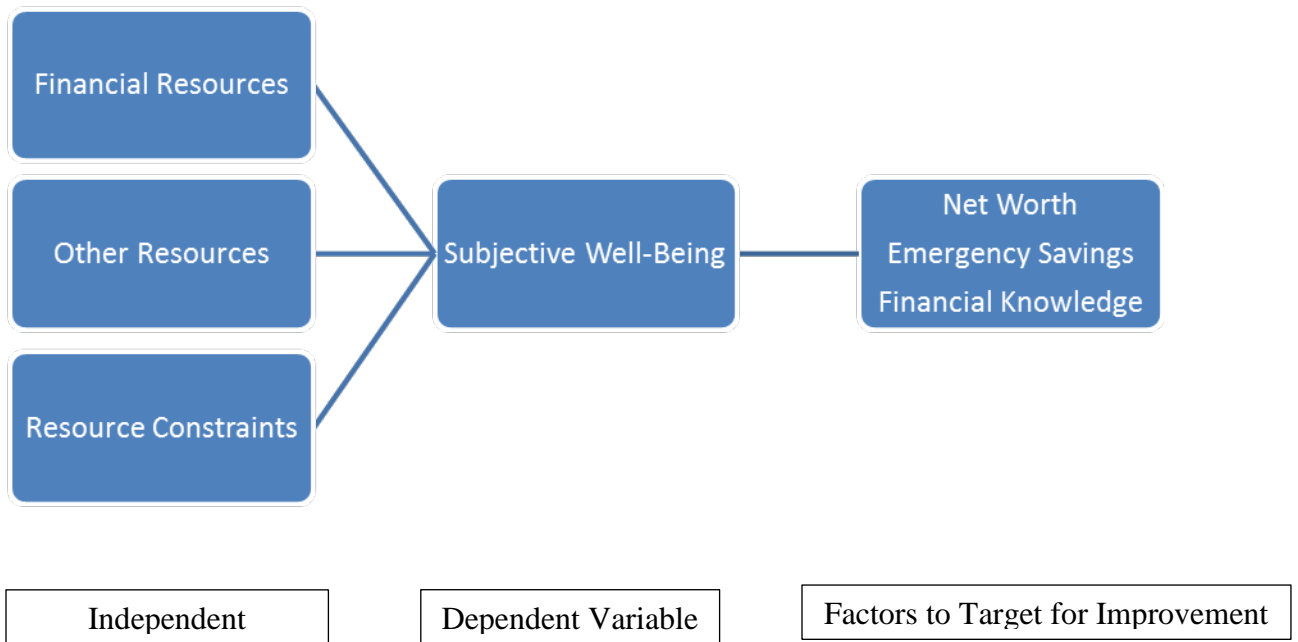 Financial Resources
Other Resources
Resource Constraints
Subjective Well-Being
Net Worth
Emergency Savings
Financial Knowledge
Independent
Dependent Variable
Factors to Target for Improvement